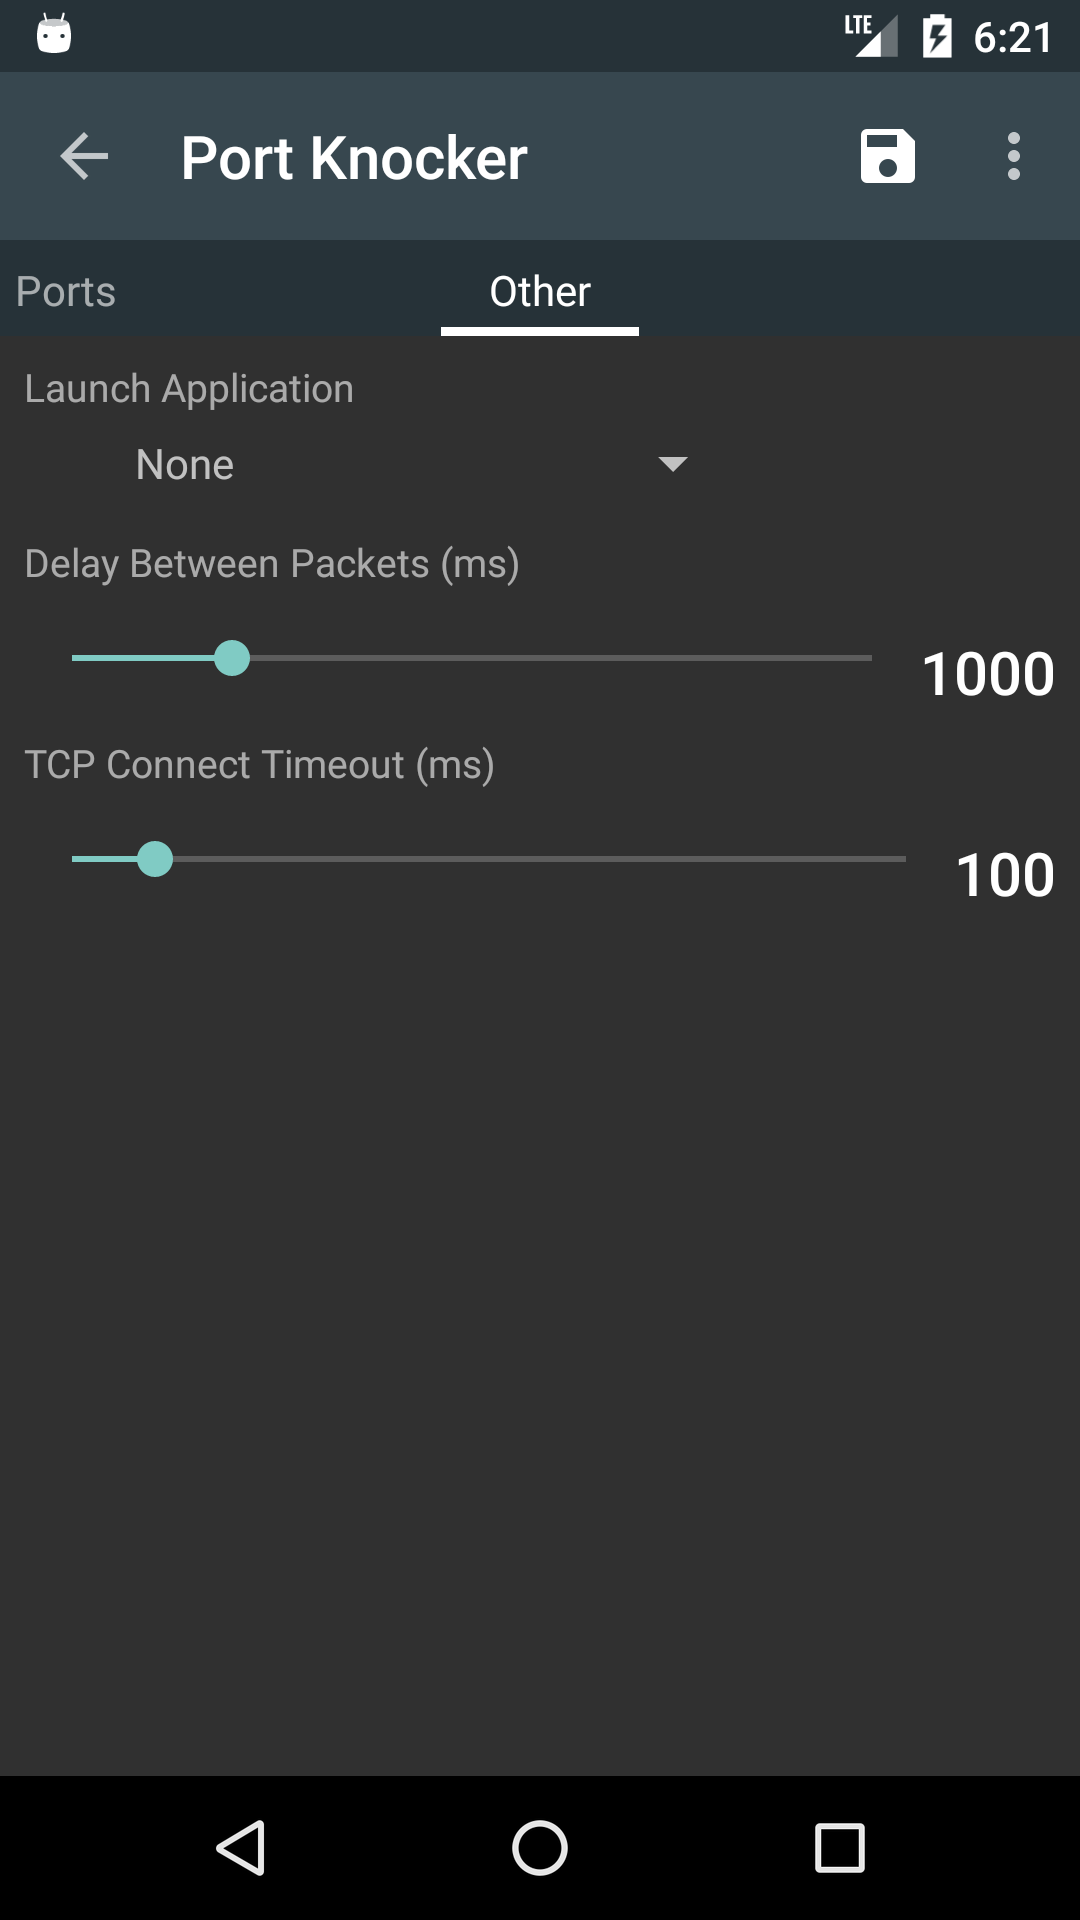 LTE 6:21
Port Knocker
Ports Other
Launch Application
None
Delay Between Packets (ms)
1000
TCP Connect Timeout (ms)
100